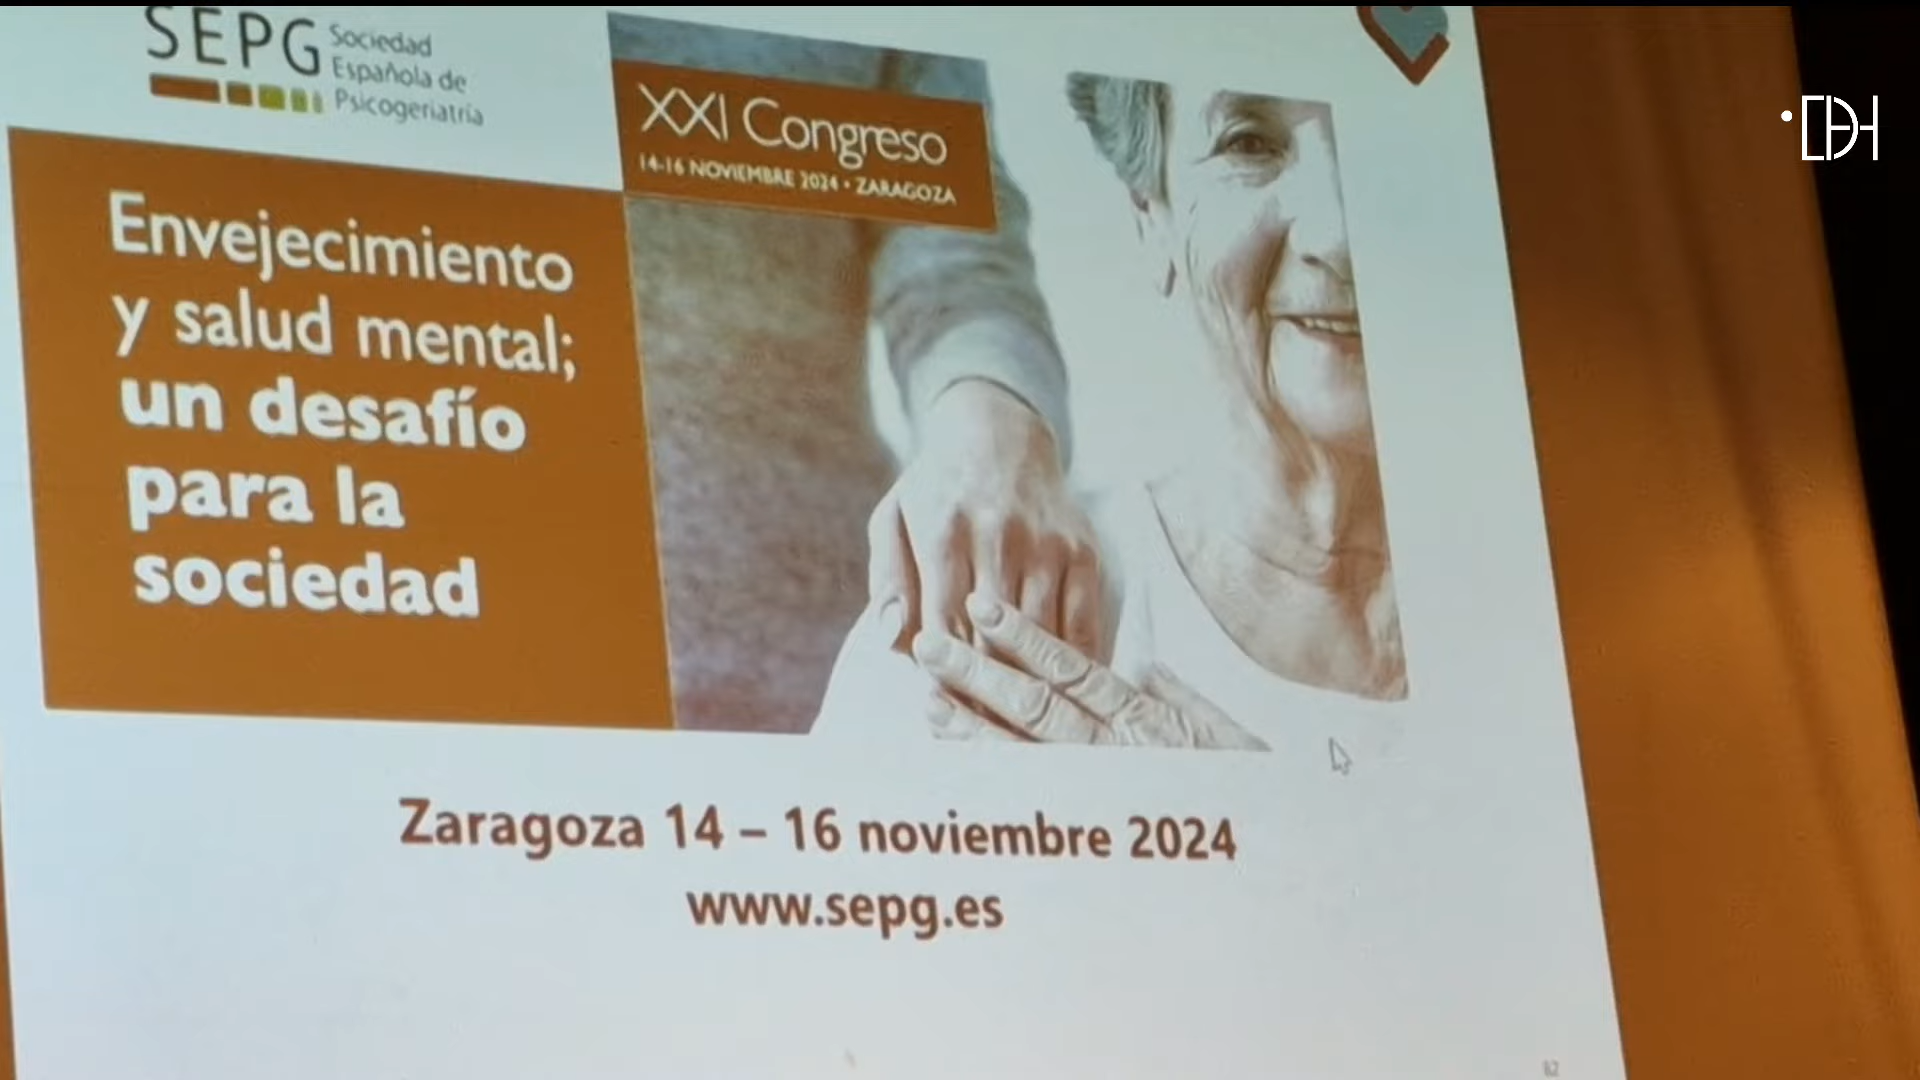 SEPG
Sociedad
Española de
Psicogeriatría
XXI Congreso
14-16 NOVIEMBRE 2024 • ZARAGOZA
Envejecimiento
y salud mental;
un desafío
para la
sociedad
Zaragoza 14 – 16 noviembre 2024
www.sepg.es